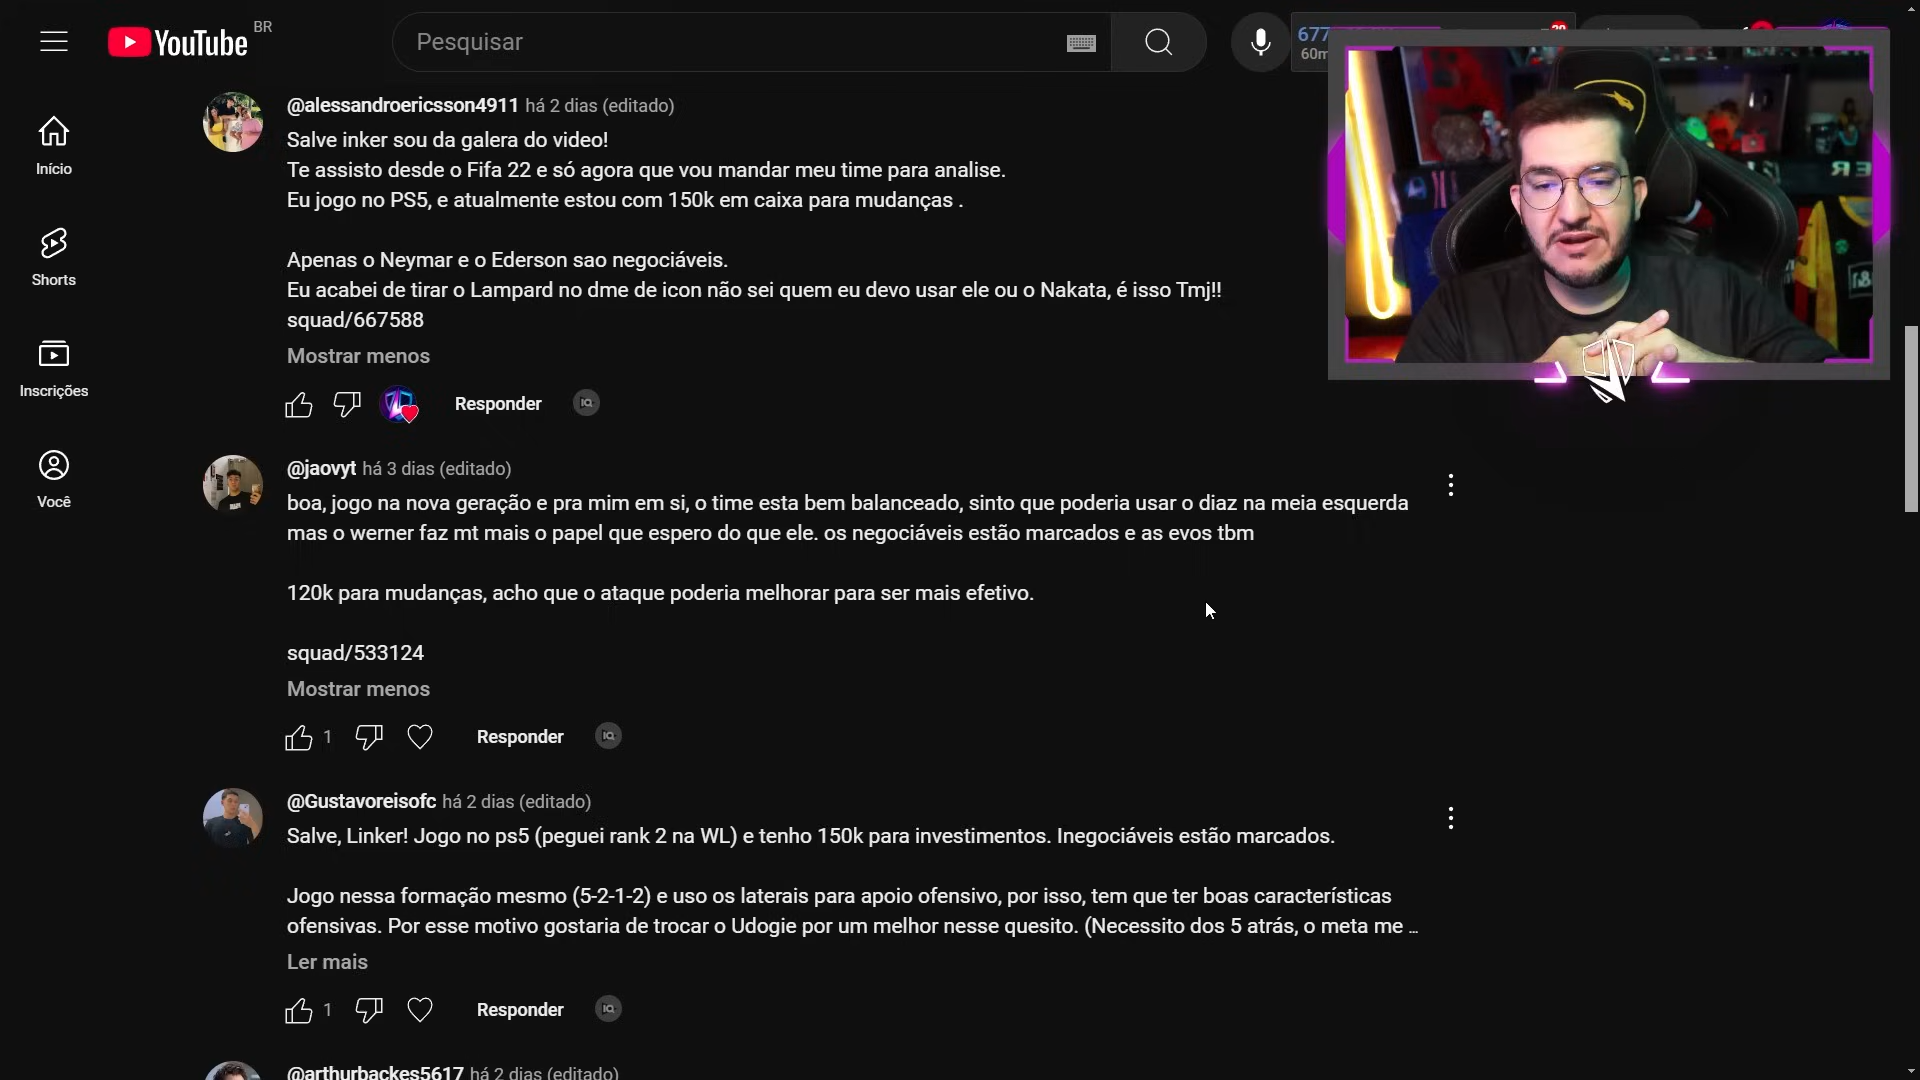 YouTube BR
Pesquisar
677
60m
20
Início
Shorts
Inscrições
Você
@alessandroericsson4911 há 2 dias (editado)
Salve inker sou da galera do video!
Te assisto desde o Fifa 22 e só agora que vou mandar meu time para analise.
Eu jogo no PS5, e atualmente estou com 150k em caixa para mudanças .
Apenas o Neymar e o Ederson sao negociáveis.
Eu acabei de tirar o Lampard no dme de icon não sei quem eu devo usar ele ou o Nakata, é isso Tmj!!
squad/667588
Mostrar menos
Responder
@jaovyt há 3 dias (editado)
boa, jogo na nova geração e pra mim em si, o time esta bem balanceado, sinto que poderia usar o diaz na meia esquerda
mas o werner faz mt mais o papel que espero do que ele. os negociáveis estão marcados e as evos tbm
120k para mudanças, acho que o ataque poderia melhorar para ser mais efetivo.
squad/533124
Mostrar menos
1 Responder
@Gustavoreisofc há 2 dias (editado)
Salve, Linker! Jogo no ps5 (peguei rank 2 na WL) e tenho 150k para investimentos. Inegociáveis estão marcados.
Jogo nessa formação mesmo (5-2-1-2) e uso os laterais para apoio ofensivo, por isso, tem que ter boas características
ofensivas. Por esse motivo gostaria de trocar o Udogie por um melhor nesse quesito. (Necessito dos 5 atrás, o meta me ...
Ler mais
1 Responder
@arthurbackes5617 há 2 dias (editado)